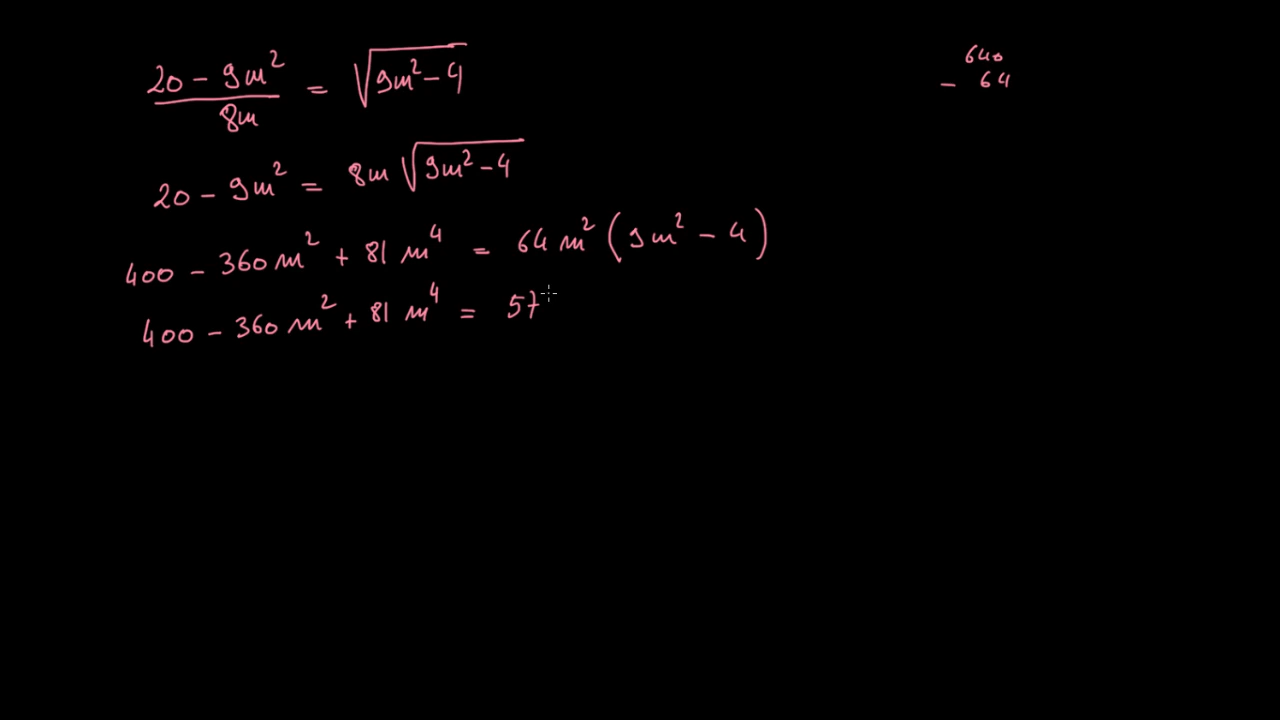 (20 - 9m²)/8m = √(9m² - 4)
640
- 64
20 - 9m² = 8m √(9m² - 4)
400 - 360m² + 81m⁴ = 64m² (9m² - 4)
400 - 360m² + 81m⁴ = 57